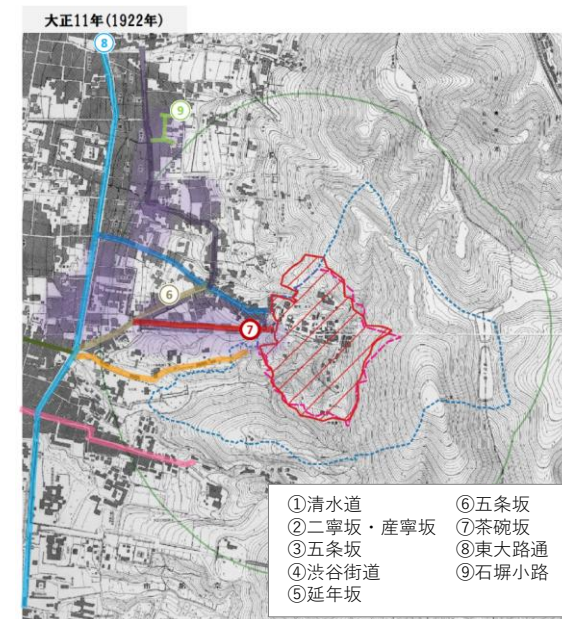 大正11年(1922年)
⑧
⑨
⑥
⑦
①清水道
②二寧坂・産寧坂
③五条坂
④渋谷街道
⑤延年坂
⑥五条坂
⑦茶碗坂
⑧東大路通
⑨石塀小路